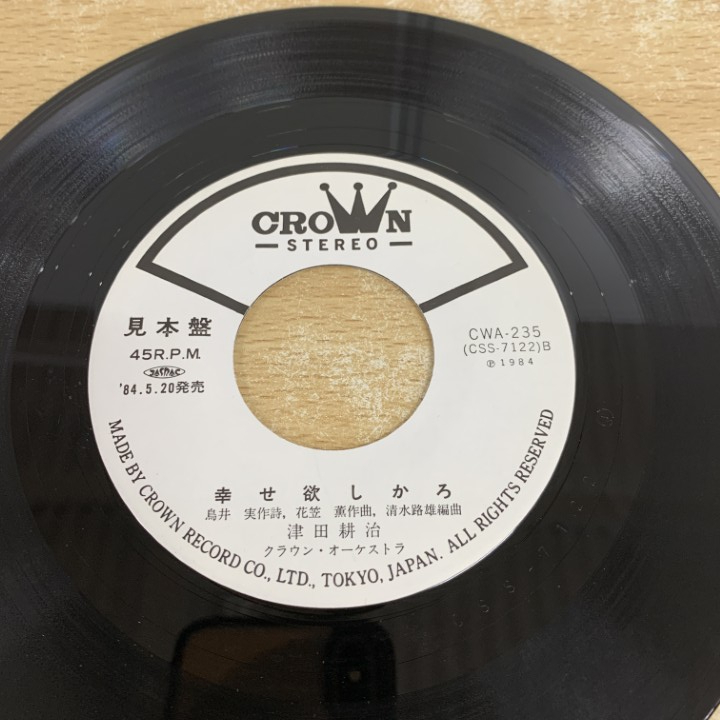 CROWN
STEREO
見本盤
45R.P.M.
'84.5.20発売
CWA-235
(CSS-7122)B
℗1984
幸せ欲しかろ
鳥井 実作詩, 花笠 薫作曲, 清水路雄編曲
津田耕治
クラウン・オーケストラ
MADE BY CROWN RECORD CO., LTD., TOKYO, JAPAN. ALL RIGHTS RESERVED